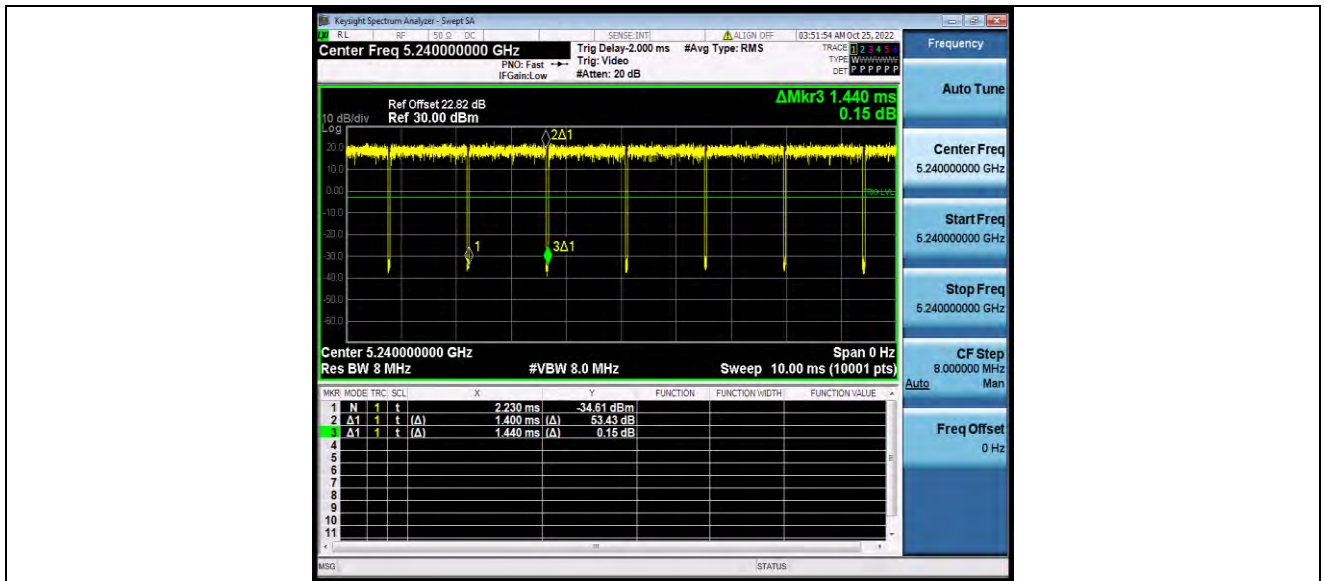 Keysight Spectrum Analyzer - Swept SA
RL RF 50 Ω DC SENSE:INT ALIGN OFF 03:51:54 AM Oct 25, 2022
Center Freq 5.240000000 GHz
PNO: Fast
IFGain:Low
Trig Delay-2.000 ms
Trig: Video
#Atten: 20 dB
#Avg Type: RMS
TRACE 1 2 3 4 5 6
TYPE WWWWWW
DET P P P P P P
ΔMkr3 1.440 ms
0.15 dB
Ref Offset 22.82 dB
10 dB/div Ref 30.00 dBm
Log
20.0
10.0
0.00
-10.0
-20.0
-30.0
-40.0
-50.0
-60.0
2Δ1
TRIG LVL
1
3Δ1
Center 5.240000000 GHz Span 0 Hz
Res BW 8 MHz #VBW 8.0 MHz Sweep 10.00 ms (10001 pts)
MKR MODE TRC SCL X Y FUNCTION FUNCTION WIDTH FUNCTION VALUE
1 N 1 t 2.230 ms -34.61 dBm
2 Δ1 1 t (Δ) 1.400 ms (Δ) 53.43 dB
3 Δ1 1 t (Δ) 1.440 ms (Δ) 0.15 dB
4
5
6
7
8
9
10
11
MSG STATUS
Frequency
Auto Tune
Center Freq
5.240000000 GHz
Start Freq
5.240000000 GHz
Stop Freq
5.240000000 GHz
CF Step
8.000000 MHz
Auto Man
Freq Offset
0 Hz